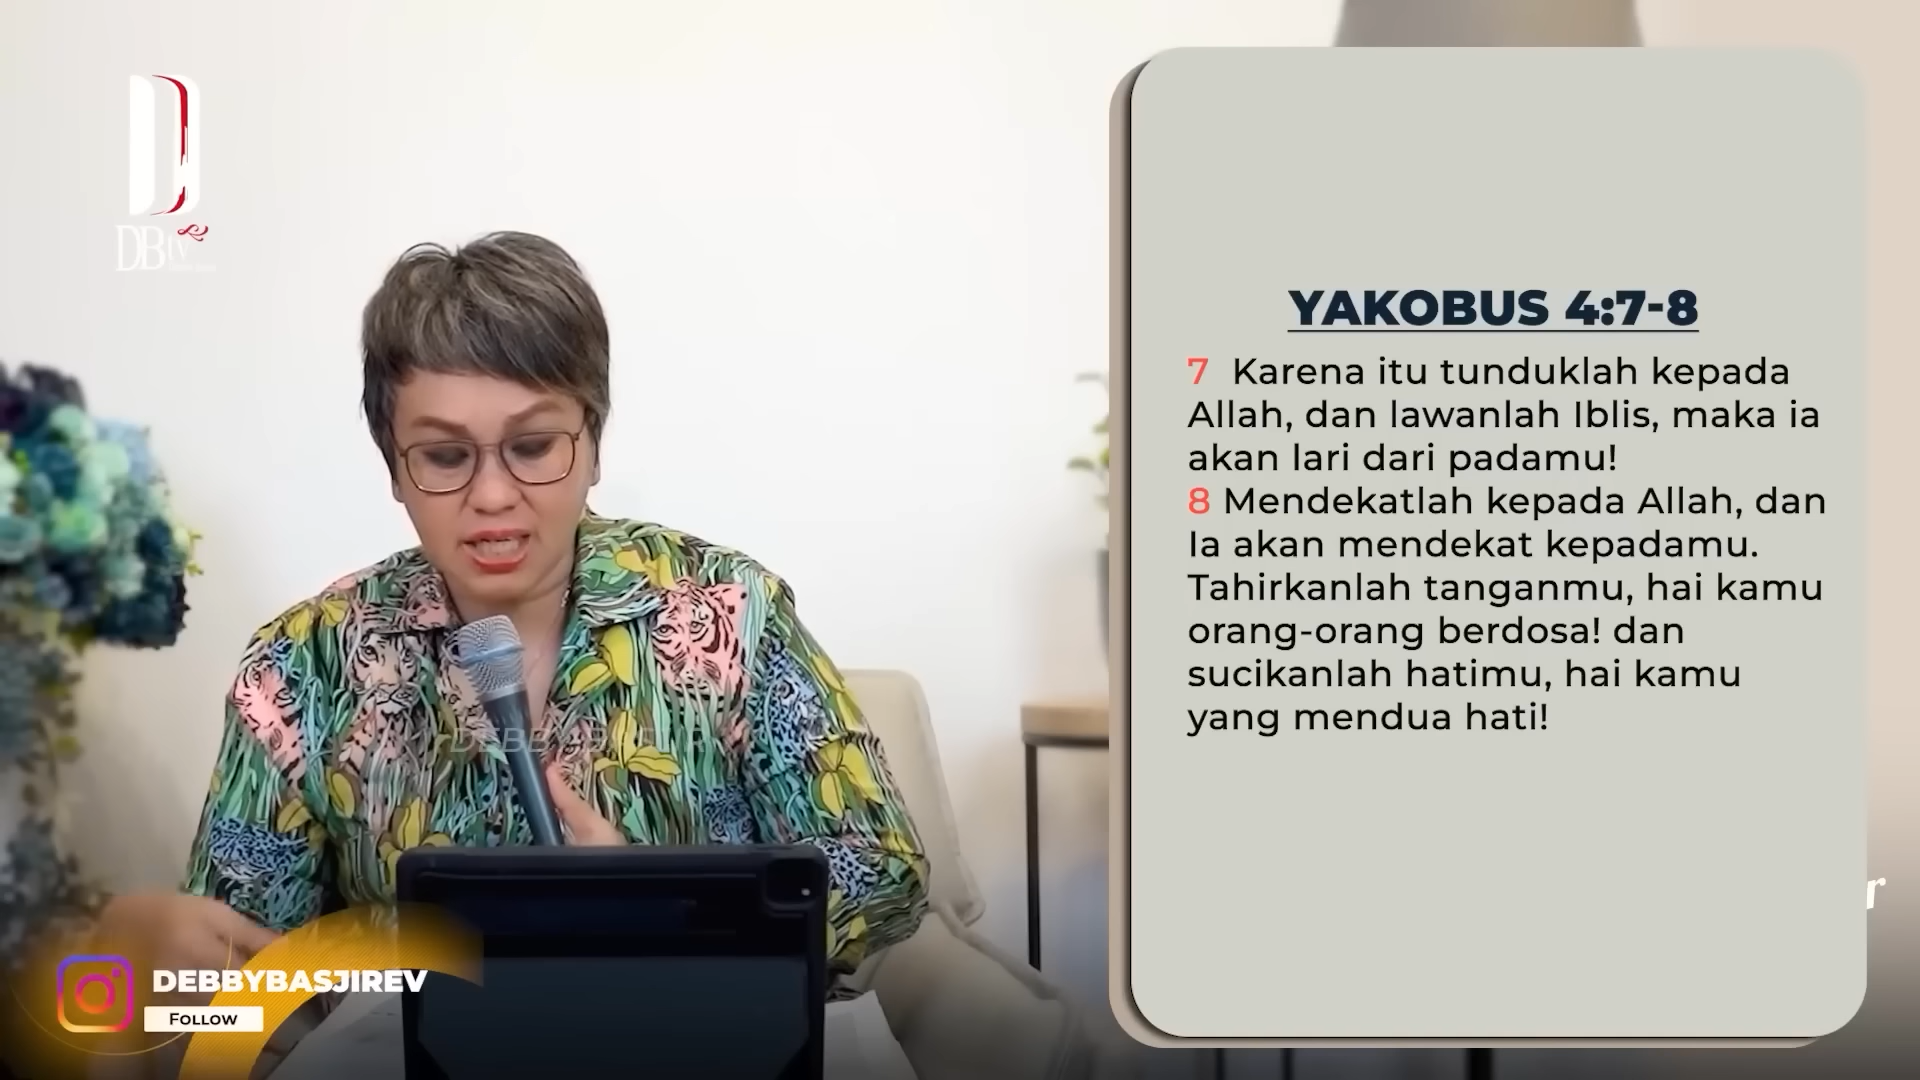 DBtv
YAKOBUS 4:7-8
7 Karena itu tunduklah kepada
Allah, dan lawanlah Iblis, maka ia
akan lari dari padamu!
8 Mendekatlah kepada Allah, dan
Ia akan mendekat kepadamu.
Tahirkanlah tanganmu, hai kamu
orang-orang berdosa! dan
sucikanlah hatimu, hai kamu
yang mendua hati!
DEBBYBASJIREV
FOLLOW